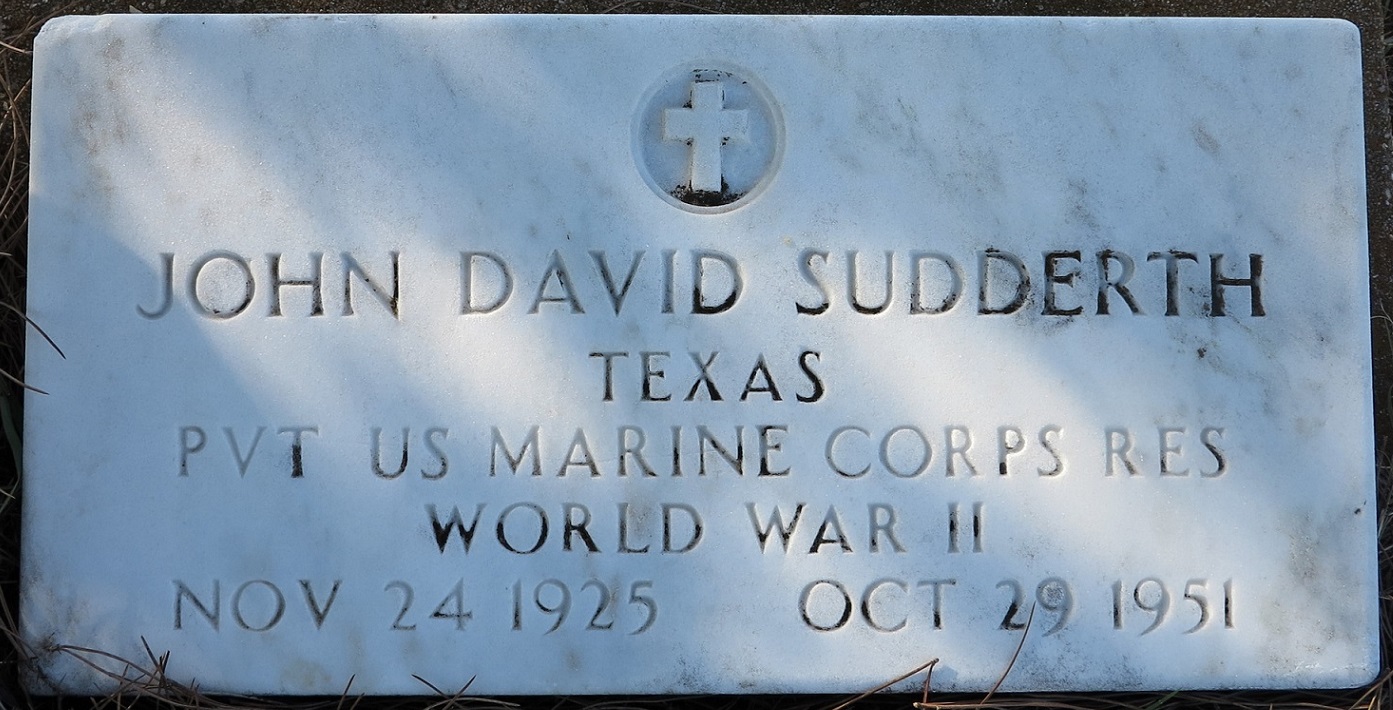 JOHN DAVID SUDDERTH
TEXAS
PVT US MARINE CORPS RES
WORLD WAR II
NOV 24 1925 OCT 29 1951